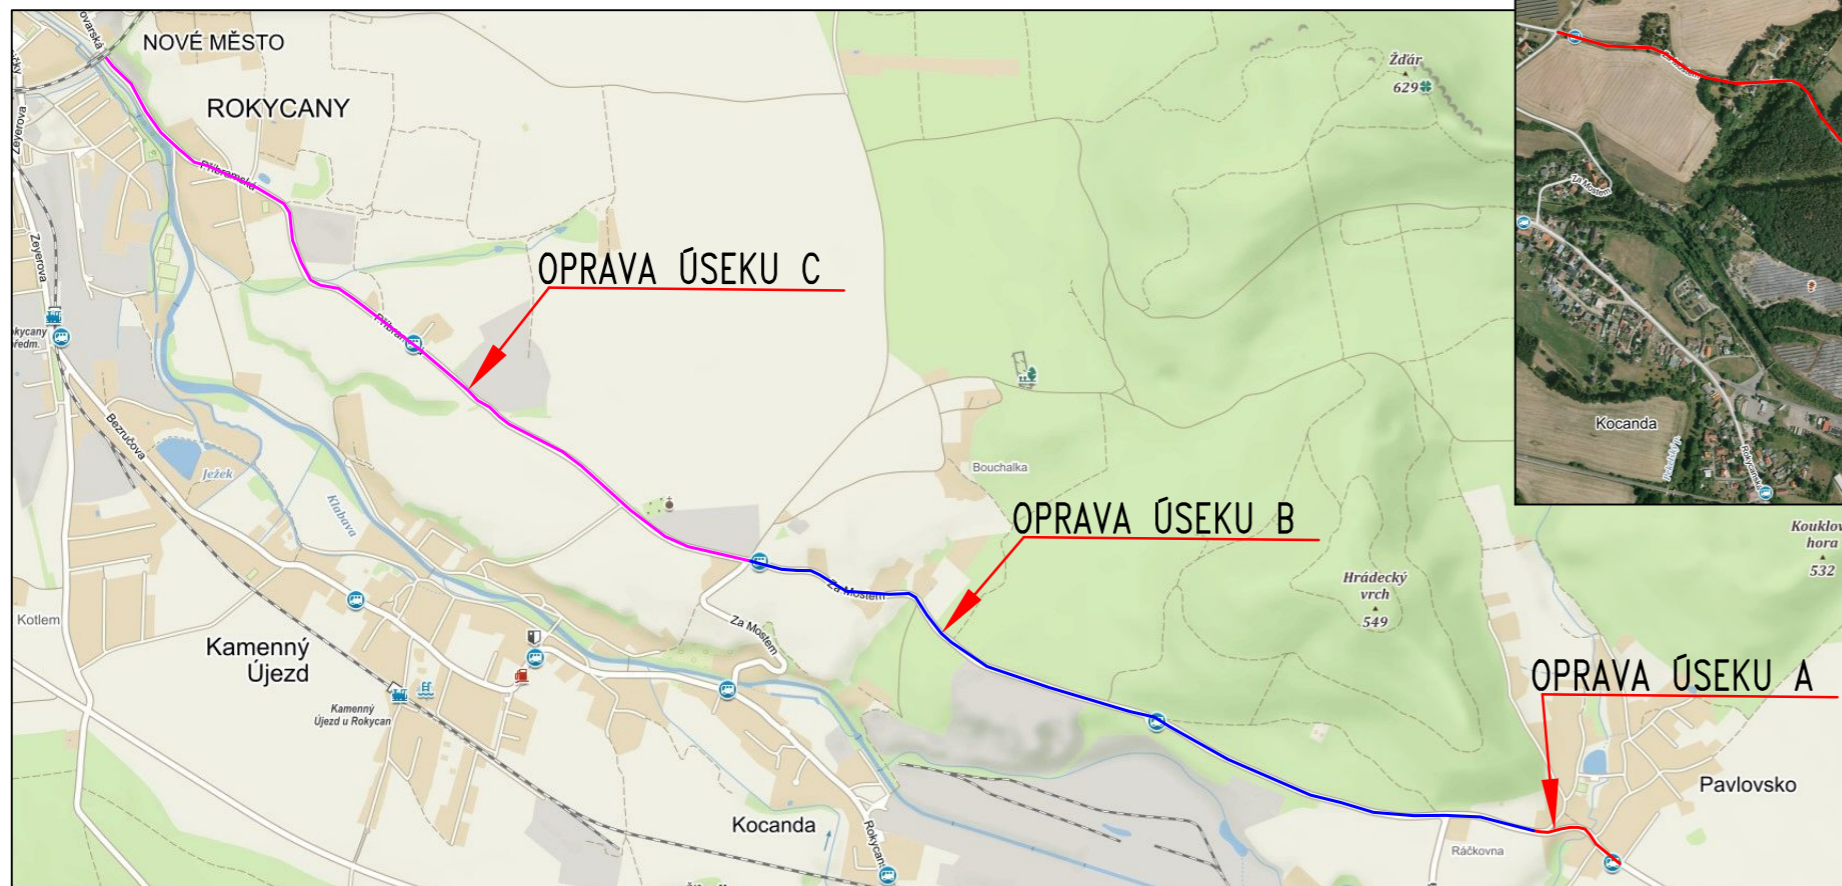 NOVÉ MĚSTO
ROKYCANY
Příbramská
Zeyerova
Zeyerova
Žďár
629
OPRAVA ÚSEKU C
Bezručova
Ježek
Klabava
Bouchalka
OPRAVA ÚSEKU B
Za Mostem
Za Mostem
Hrádecký
vrch
549
hora
532
Kotlem
Kamenný
Újezd
Kamenný
Újezd u Rokycan
OPRAVA ÚSEKU A
Pavlovsko
Kocanda
Ráčkovna
Za Mostem
Kocanda
Rokycanská